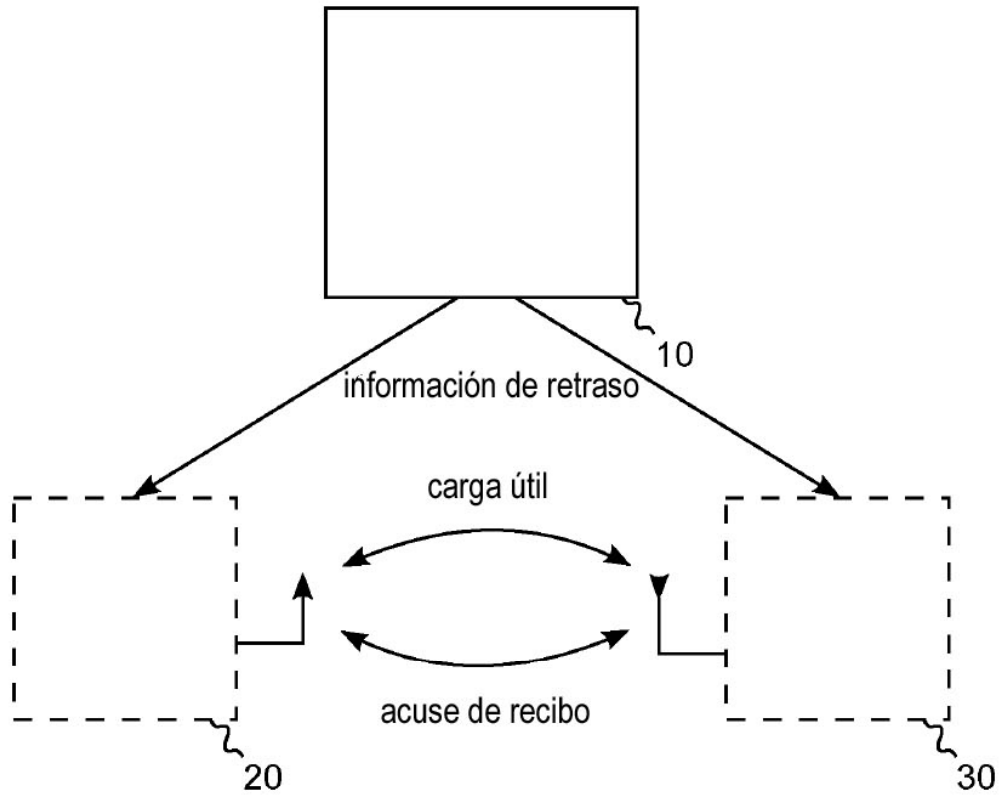 10
información de retraso
carga útil
acuse de recibo
20
30